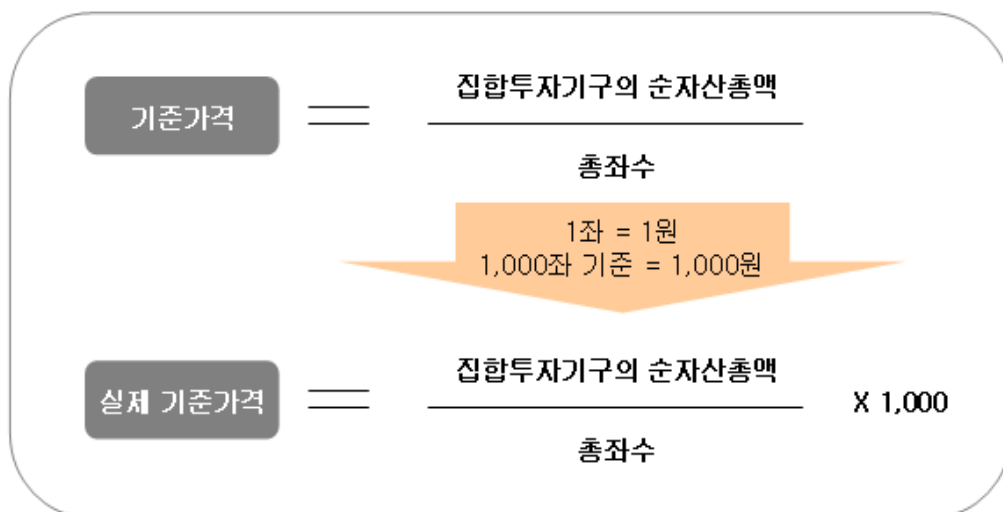 집합투자기구의 순자산총액
기준가격
총좌수
1좌 = 1원
1,000좌 기준 = 1,000원
집합투자기구의 순자산총액
실제 기준가격
X 1,000
총좌수